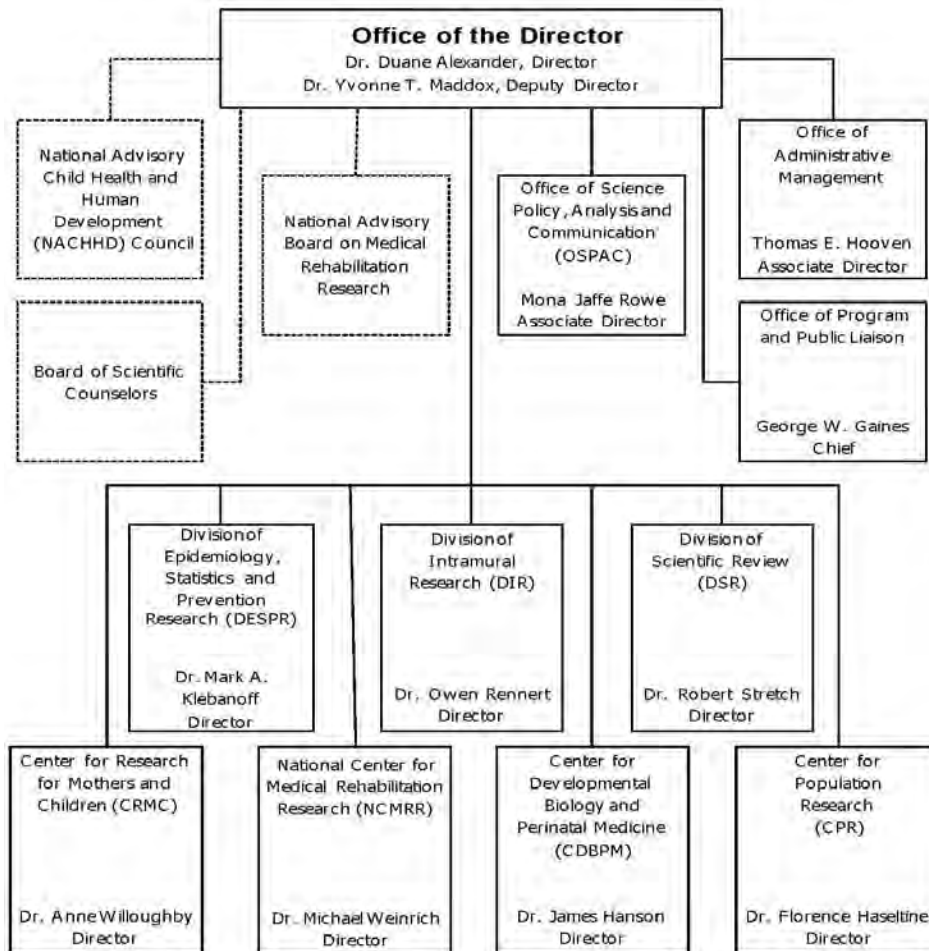 Office of the Director
Dr. Duane Alexander, Director
Dr. Yvonne T. Maddox, Deputy Director
National Advisory
Child Health and
Human
Development
(NACHHD) Council
National Advisory
Board on Medical
Rehabilitation
Research
Office of Science
Policy, Analysis and
Communication
(OSPAC)
Mona Jaffe Rowe
Associate Director
Office of
Administrative
Management
Thomas E. Hooven
Associate Director
Board of Scientific
Counselors
Office of Program
and Public Liaison
George W. Gaines
Chief
Division of
Epidemiology,
Statistics and
Prevention
Research (DESPR)
Dr. Mark A.
Klebanoff
Director
Division of
Intramural
Research (DIR)
Dr. Owen Rennert
Director
Division of
Scientific Review
(DSR)
Dr. Robert Stretch
Director
Center for Research
for Mothers and
Children (CRMC)
Dr. Anne Willoughby
Director
National Center for
Medical Rehabilitation
Research (NCMRR)
Dr. Michael Weinrich
Director
Center for
Developmental
Biology and
Perinatal Medicine
(CDBPM)
Dr. James Hanson
Director
Center for
Population
Research
(CPR)
Dr. Florence Haseltine
Director